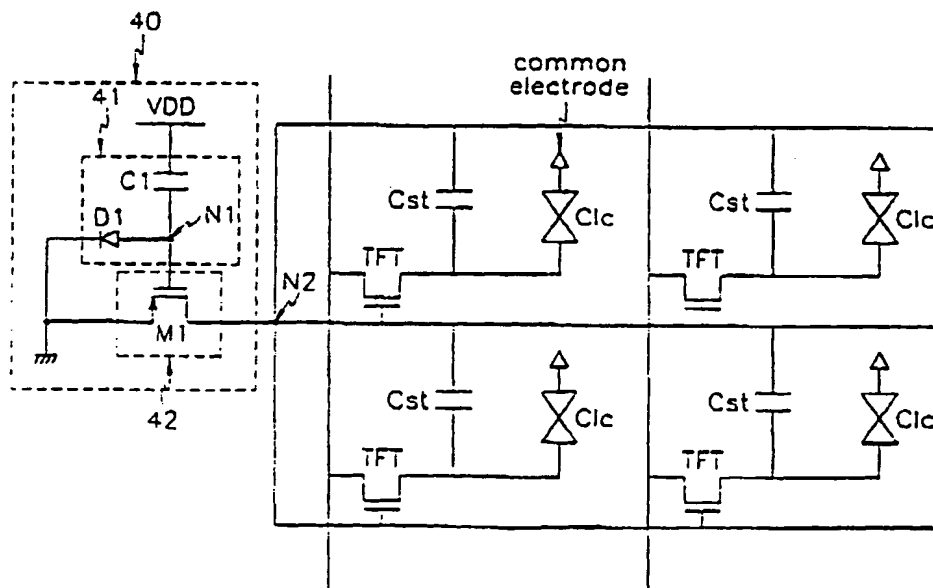 40
41
VDD
common
electrode
C1
D1
N1
Cst
Clc
Cst
Clc
TFT
TFT
N2
M1
42
Cst
Clc
Cst
Clc
TFT
TFT